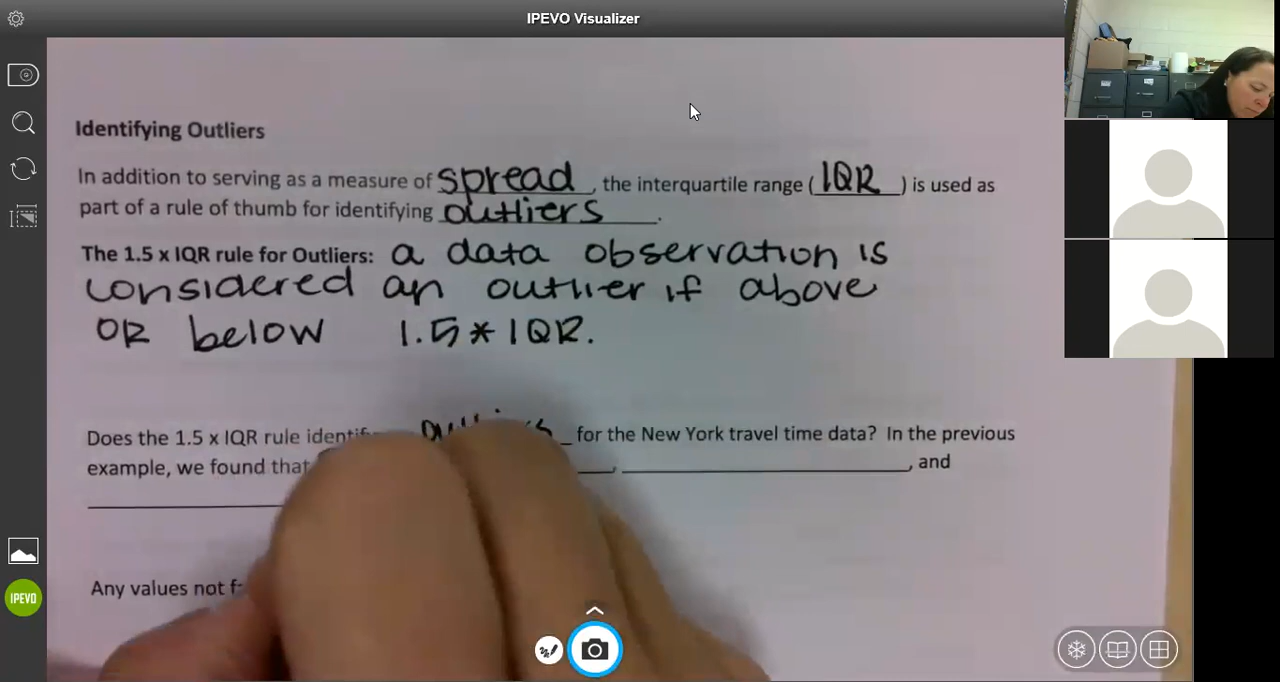 IPEVO Visualizer
Identifying Outliers
In addition to serving as a measure of spread, the interquartile range (IQR) is used as
part of a rule of thumb for identifying outliers.
The 1.5 x IQR rule for Outliers: a data observation is
considered an outlier if above
OR below 1.5*IQR.
Does the 1.5 x IQR rule for the New York travel time data? In the previous
example, we found that , and
Any values not
IPEVO